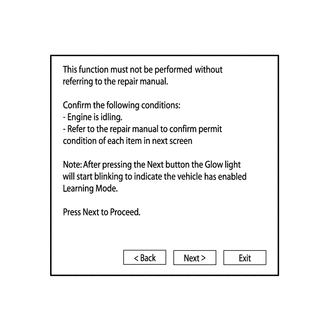 This function must not be performed without
referring to the repair manual.
Confirm the following conditions:
- Engine is idling.
- Refer to the repair manual to confirm permit
condition of each item in next screen
Note: After pressing the Next button the Glow light
will start blinking to indicate the vehicle has enabled
Learning Mode.
Press Next to Proceed.
< Back Next > Exit